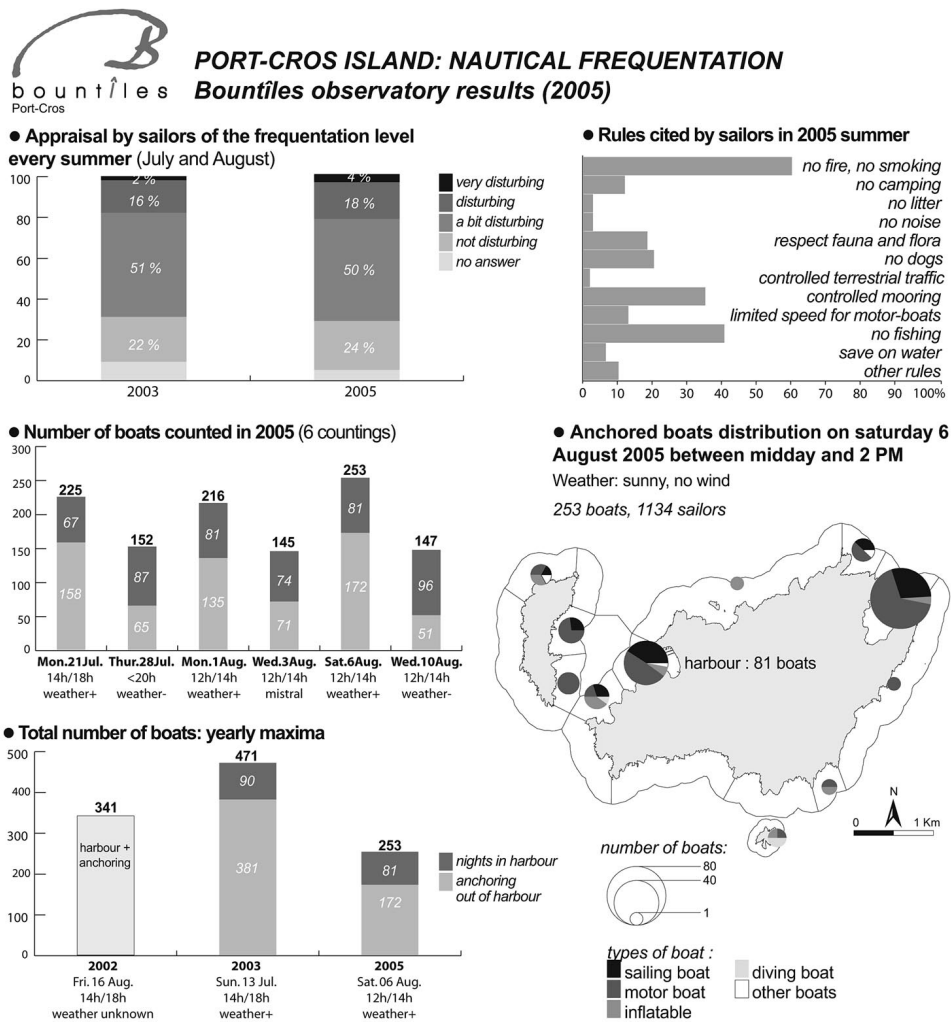 bountîles
Port-Cros
PORT-CROS ISLAND: NAUTICAL FREQUENTATION
Bountîles observatory results (2005)
● Appraisal by sailors of the frequentation level
every summer (July and August)
100
80
60
40
20
0
2 %
16 %
51 %
22 %
4 %
18 %
50 %
24 %
2003
2005
very disturbing
disturbing
a bit disturbing
not disturbing
no answer
● Rules cited by sailors in 2005 summer
no fire, no smoking
no camping
no litter
no noise
respect fauna and flora
no dogs
controlled terrestrial traffic
controlled mooring
limited speed for motor-boats
no fishing
save on water
other rules
0 10 20 30 40 50 60 70 80 90 100%
● Number of boats counted in 2005 (6 countings)
300
250
200
150
100
50
0
225
67
158
152
87
65
216
81
135
145
74
71
253
81
172
147
96
51
Mon.21Jul. Thur.28Jul. Mon.1Aug. Wed.3Aug. Sat.6Aug. Wed.10Aug.
14h/18h <20h 12h/14h 12h/14h 12h/14h 12h/14h
weather+ weather- weather+ mistral weather+ weather-
● Anchored boats distribution on saturday 6
August 2005 between midday and 2 PM
Weather: sunny, no wind
253 boats, 1134 sailors
harbour : 81 boats
N
0 1 Km
number of boats:
80
40
1
types of boat :
sailing boat
motor boat
inflatable
diving boat
other boats
● Total number of boats: yearly maxima
500
400
300
200
100
0
341
harbour +
anchoring
471
90
381
253
81
172
nights in harbour
anchoring
out of harbour
2002 2003 2005
Fri. 16 Aug. Sun. 13 Jul. Sat. 06 Aug.
14h/18h 14h/18h 12h/14h
weather unknown weather+ weather+